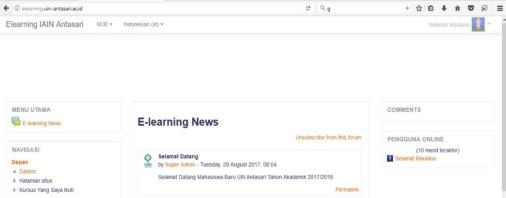 elearning.uin-antasari.ac.id
g
Elearning IAIN Antasari
NCIE
Indonesian (id)
Selamat Maulana
MENU UTAMA
E-learning News
NAVIGASI
Depan
Dasbor
Halaman situs
Kursus Yang Saya Ikuti
E-learning News
Unsubscribe from this forum
Selamat Datang
by Super Admin - Tuesday, 29 August 2017, 08:04
Selamat Datang Mahasiswa Baru UIN Antasari Tahun Akademik 2017/2018
Permalink
COMMENTS
PENGGUNA ONLINE
(10 menit terakhir)
Selamat Maulana